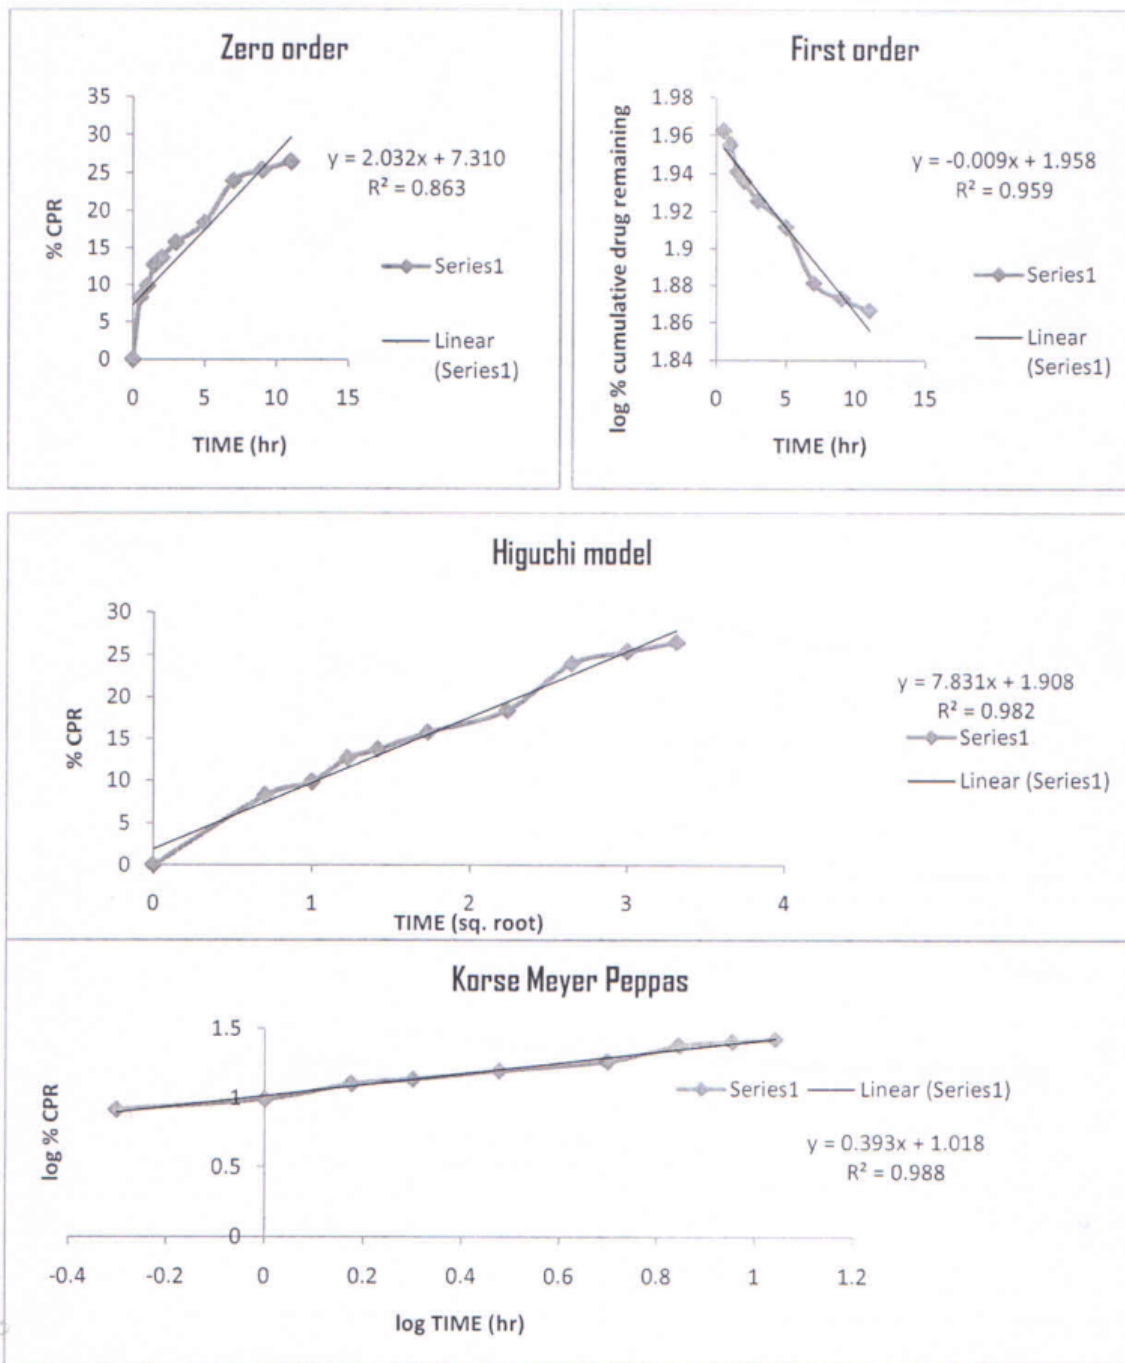 Zero order
35
30
25
20
15
10
5
0
% CPR
0 5 10 15
TIME (hr)
y = 2.032x + 7.310
R² = 0.863
Series1
Linear
(Series1)
First order
1.98
1.96
1.94
1.92
1.9
1.88
1.86
1.84
log % cumulative drug remaining
0 5 10 15
TIME (hr)
y = -0.009x + 1.958
R² = 0.959
Series1
Linear
(Series1)
Higuchi model
30
25
20
15
10
5
0
% CPR
0 1 2 3 4
TIME (sq. root)
y = 7.831x + 1.908
R² = 0.982
Series1
Linear (Series1)
Korse Meyer Peppas
1.5
1
0.5
0
log % CPR
-0.4 -0.2 0 0.2 0.4 0.6 0.8 1 1.2
log TIME (hr)
Series1 Linear (Series1)
y = 0.393x + 1.018
R² = 0.988